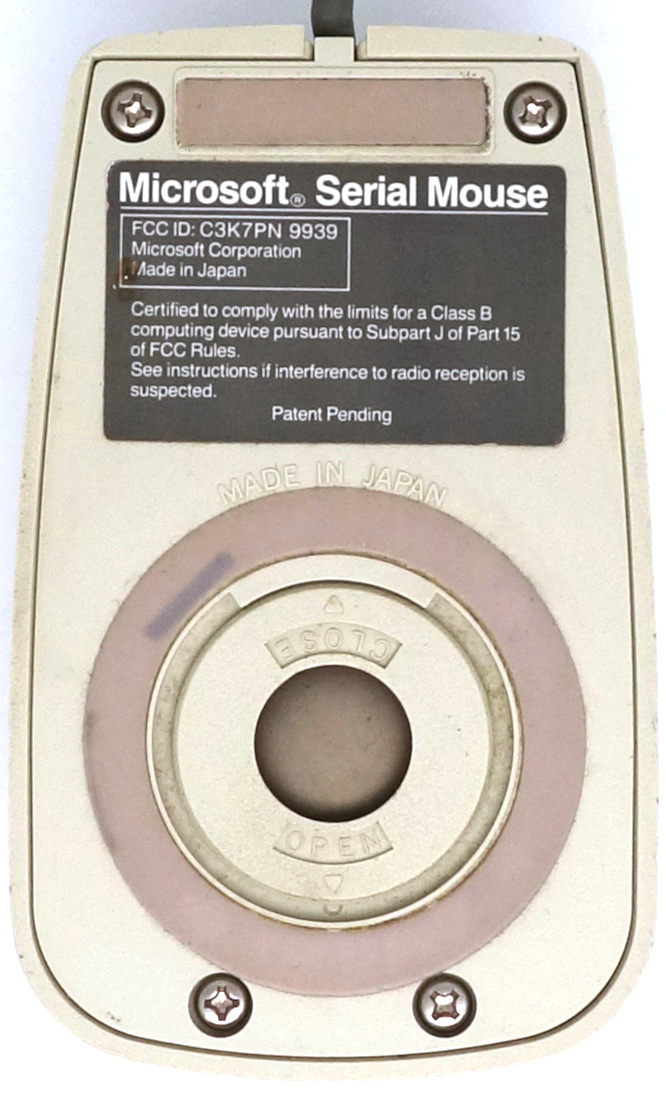 Microsoft® Serial Mouse
FCC ID: C3K7PN 9939
Microsoft Corporation
Made in Japan
Certified to comply with the limits for a Class B
computing device pursuant to Subpart J of Part 15
of FCC Rules.
See instructions if interference to radio reception is
suspected.
Patent Pending
MADE IN JAPAN
CLOSE
OPEN